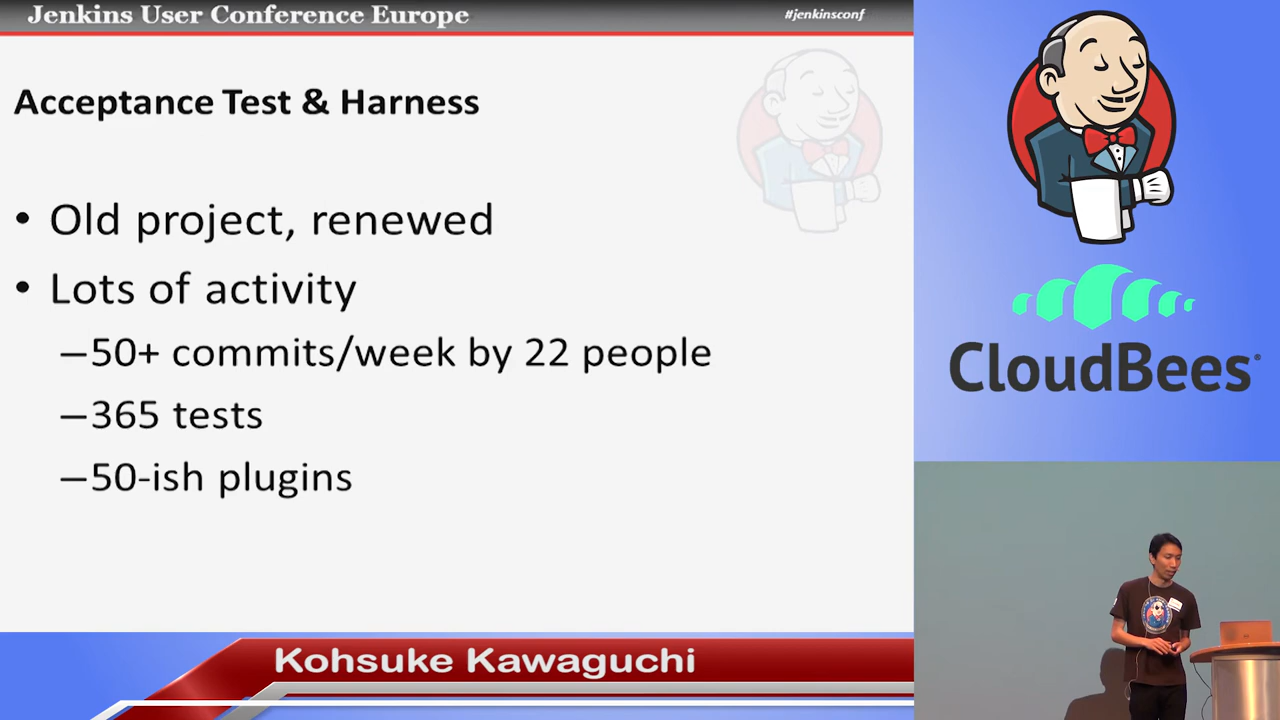 Jenkins User Conference Europe
#jenkinsconf
Acceptance Test & Harness
• Old project, renewed
• Lots of activity
–50+ commits/week by 22 people
–365 tests
–50-ish plugins
CloudBees
Kohsuke Kawaguchi